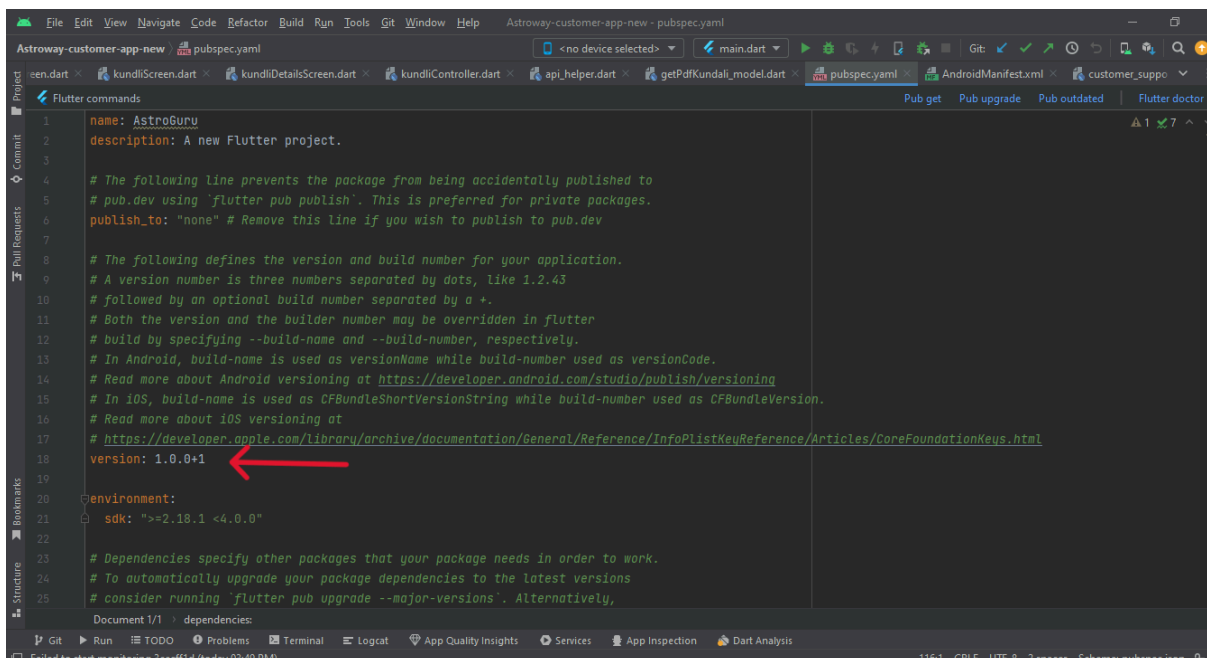 File Edit View Navigate Code Refactor Build Run Tools Git Window Help Astroway-customer-app-new - pubspec.yaml
Astroway-customer-app-new pubspec.yaml <no device selected> main.dart Git:
een.dart kundliScreen.dart kundliDetailsScreen.dart kundliController.dart api_helper.dart getPdfKundali_model.dart pubspec.yaml AndroidManifest.xml customer_suppo
Flutter commands Pub get Pub upgrade Pub outdated Flutter doctor
Project
Commit
Pull Requests
Bookmarks
Structure
1 name: AstroGuru
2 description: A new Flutter project.
3
4 # The following line prevents the package from being accidentally published to
5 # pub.dev using `flutter pub publish`. This is preferred for private packages.
6 publish_to: "none" # Remove this line if you wish to publish to pub.dev
7
8 # The following defines the version and build number for your application.
9 # A version number is three numbers separated by dots, like 1.2.43
10 # followed by an optional build number separated by a +.
11 # Both the version and the builder number may be overridden in flutter
12 # build by specifying --build-name and --build-number, respectively.
13 # In Android, build-name is used as versionName while build-number used as versionCode.
14 # Read more about Android versioning at https://developer.android.com/studio/publish/versioning
15 # In iOS, build-name is used as CFBundleShortVersionString while build-number used as CFBundleVersion.
16 # Read more about iOS versioning at
17 # https://developer.apple.com/library/archive/documentation/General/Reference/InfoPlistKeyReference/Articles/CoreFoundationKeys.html
18 version: 1.0.0+1
19
20 environment:
21 sdk: ">=2.18.1 <4.0.0"
22
23 # Dependencies specify other packages that your package needs in order to work.
24 # To automatically upgrade your package dependencies to the latest versions
25 # consider running `flutter pub upgrade --major-versions`. Alternatively,
1 7
Document 1/1 dependencies:
Git Run TODO Problems Terminal Logcat App Quality Insights Services App Inspection Dart Analysis